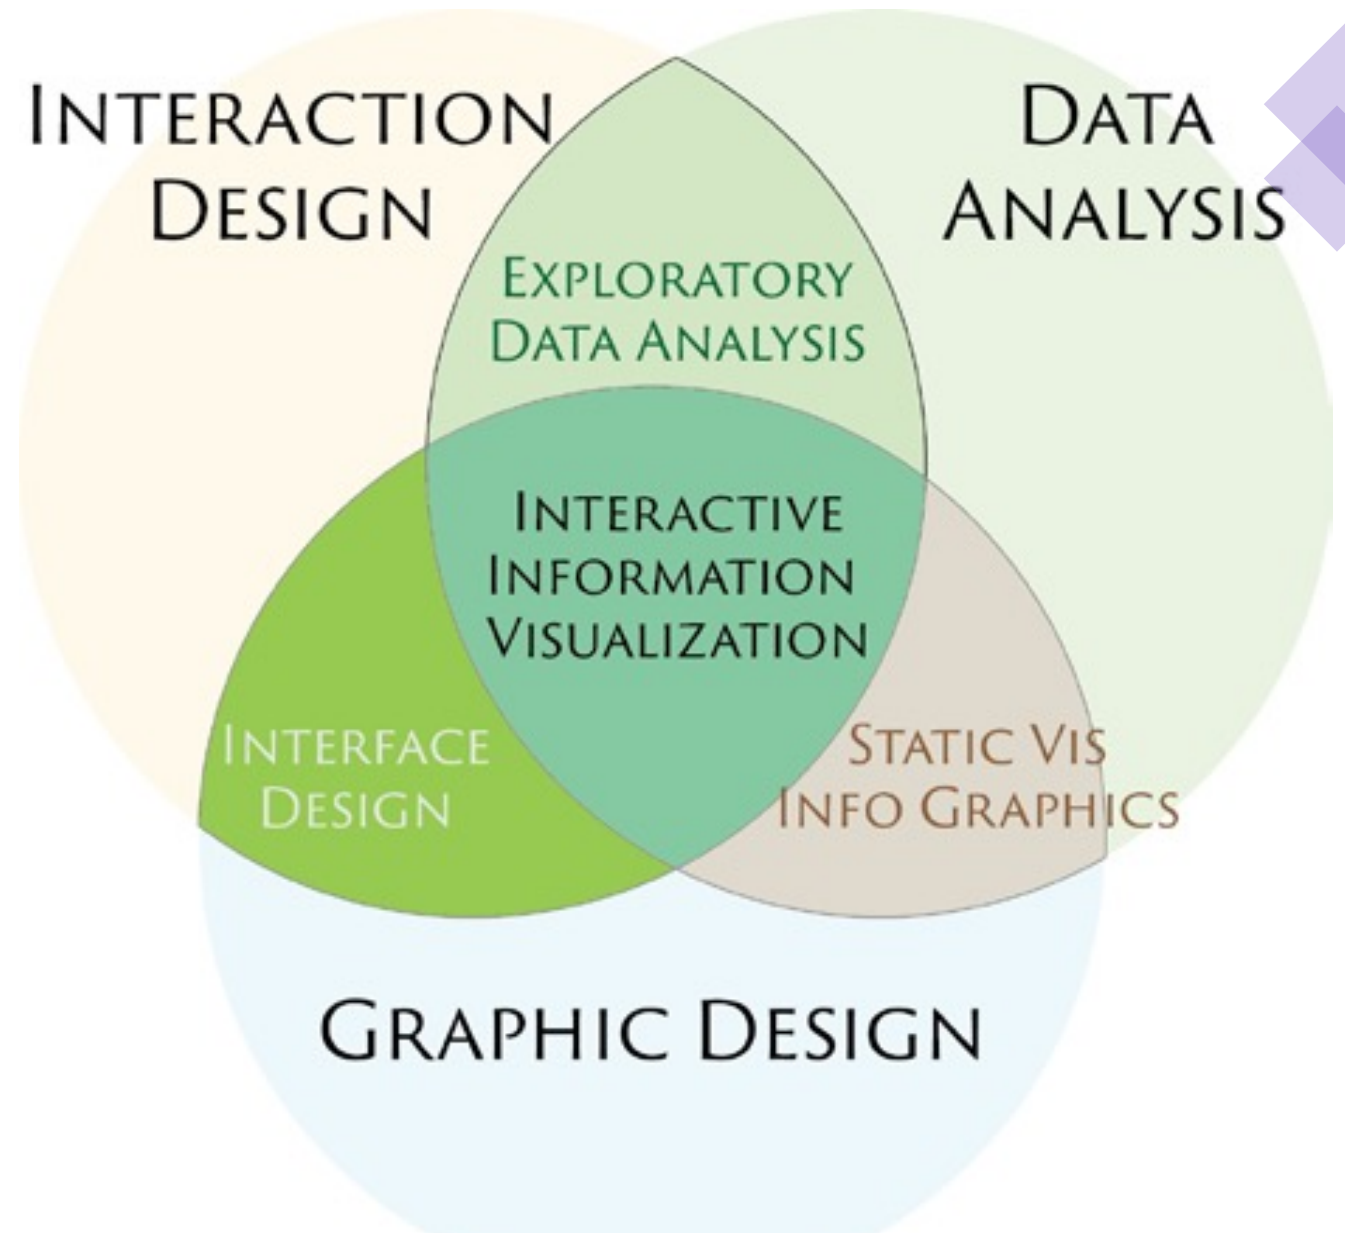 INTERACTION
DESIGN
DATA
ANALYSIS
EXPLORATORY
DATA ANALYSIS
INTERACTIVE
INFORMATION
VISUALIZATION
INTERFACE
DESIGN
STATIC VIS
INFO GRAPHICS
GRAPHIC DESIGN